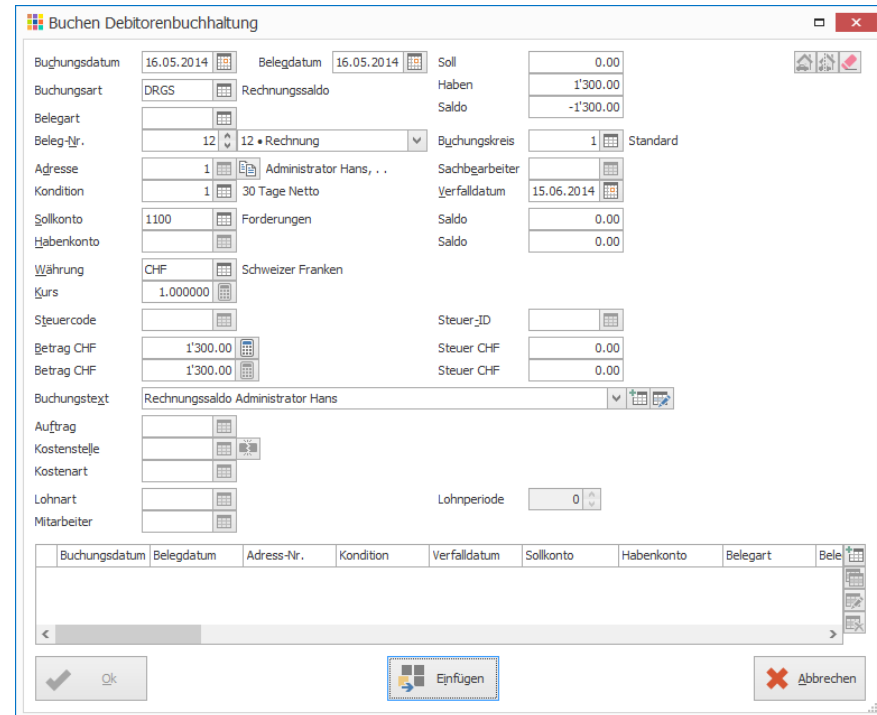 Buchen Debitorenbuchhaltung
Buchungsdatum 16.05.2014 Belegdatum 16.05.2014 Soll 0.00
Buchungsart DRGS Rechnungssaldo Haben 1'300.00
Saldo -1'300.00
Belegart
Beleg-Nr. 12 12 • Rechnung Buchungskreis 1 Standard
Adresse 1 Administrator Hans, . . Sachbearbeiter
Kondition 1 30 Tage Netto Verfalldatum 15.06.2014
Sollkonto 1100 Forderungen Saldo 0.00
Habenkonto Saldo 0.00
Währung CHF Schweizer Franken
Kurs 1.000000
Steuercode Steuer-ID
Betrag CHF 1'300.00 Steuer CHF 0.00
Betrag CHF 1'300.00 Steuer CHF 0.00
Buchungstext Rechnungssaldo Administrator Hans
Auftrag
Kostenstelle
Kostenart
Lohnart Lohnperiode 0
Mitarbeiter
Buchungsdatum Belegdatum Adress-Nr. Kondition Verfalldatum Sollkonto Habenkonto Belegart Bele
Ok Einfügen Abbrechen